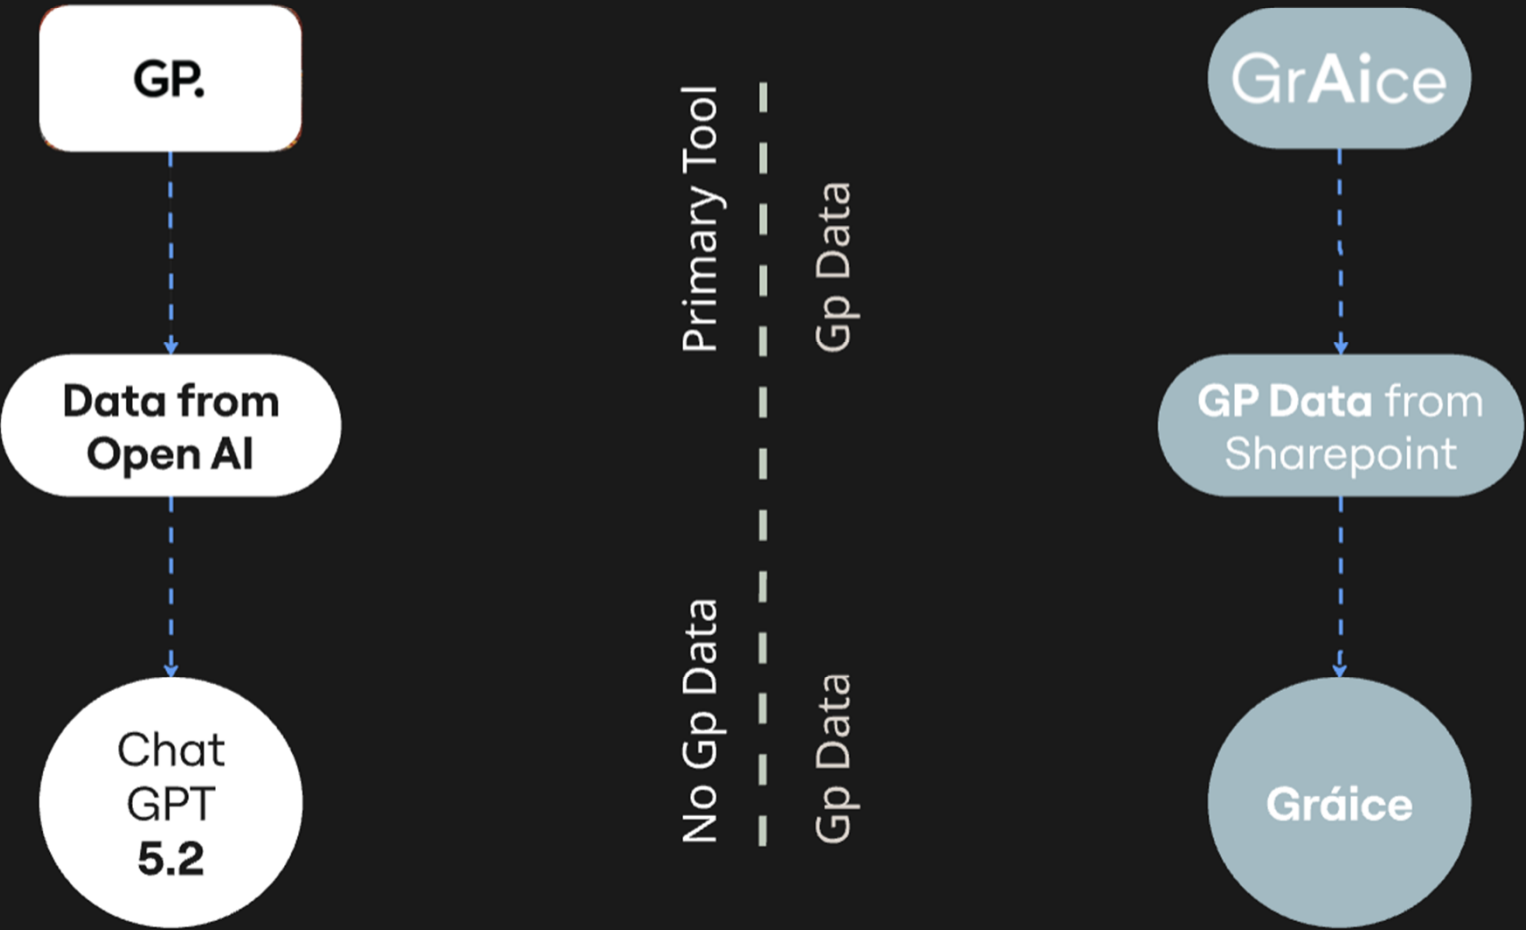 GP.
Data from
Open AI
Chat
GPT
5.2
Primary Tool
No Gp Data
Gp Data
Gp Data
GrAice
GP Data from
Sharepoint
Gráice